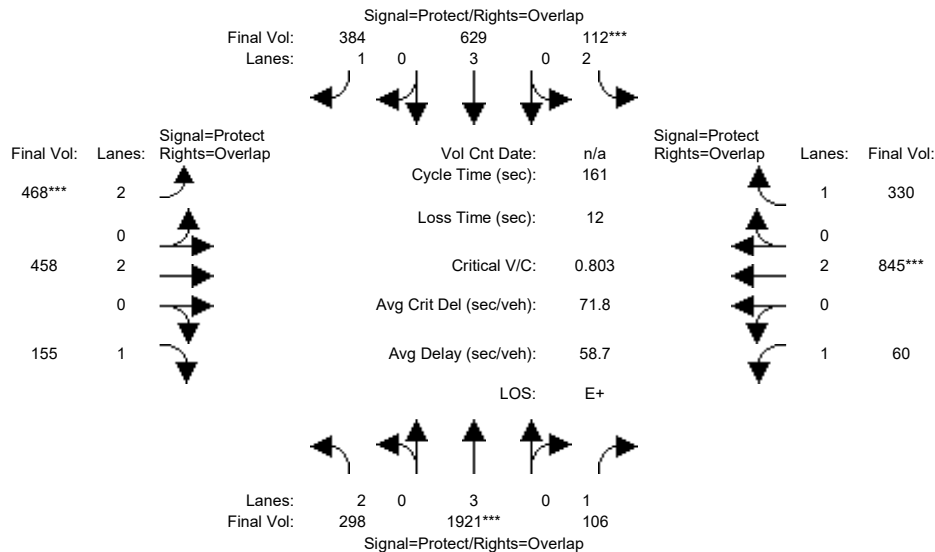 Signal=Protect/Rights=Overlap
Final Vol: 384 629 112***
Lanes: 1 0 3 0 2
Signal=Protect Signal=Protect
Final Vol: Lanes: Rights=Overlap Vol Cnt Date: n/a Rights=Overlap Lanes: Final Vol:
Cycle Time (sec): 161
468*** 2 1 330
Loss Time (sec): 12
0 0
458 2 Critical V/C: 0.803 2 845***
0 Avg Crit Del (sec/veh): 71.8 0
155 1 Avg Delay (sec/veh): 58.7 1 60
LOS: E+
Lanes: 2 0 3 0 1
Final Vol: 298 1921*** 106
Signal=Protect/Rights=Overlap